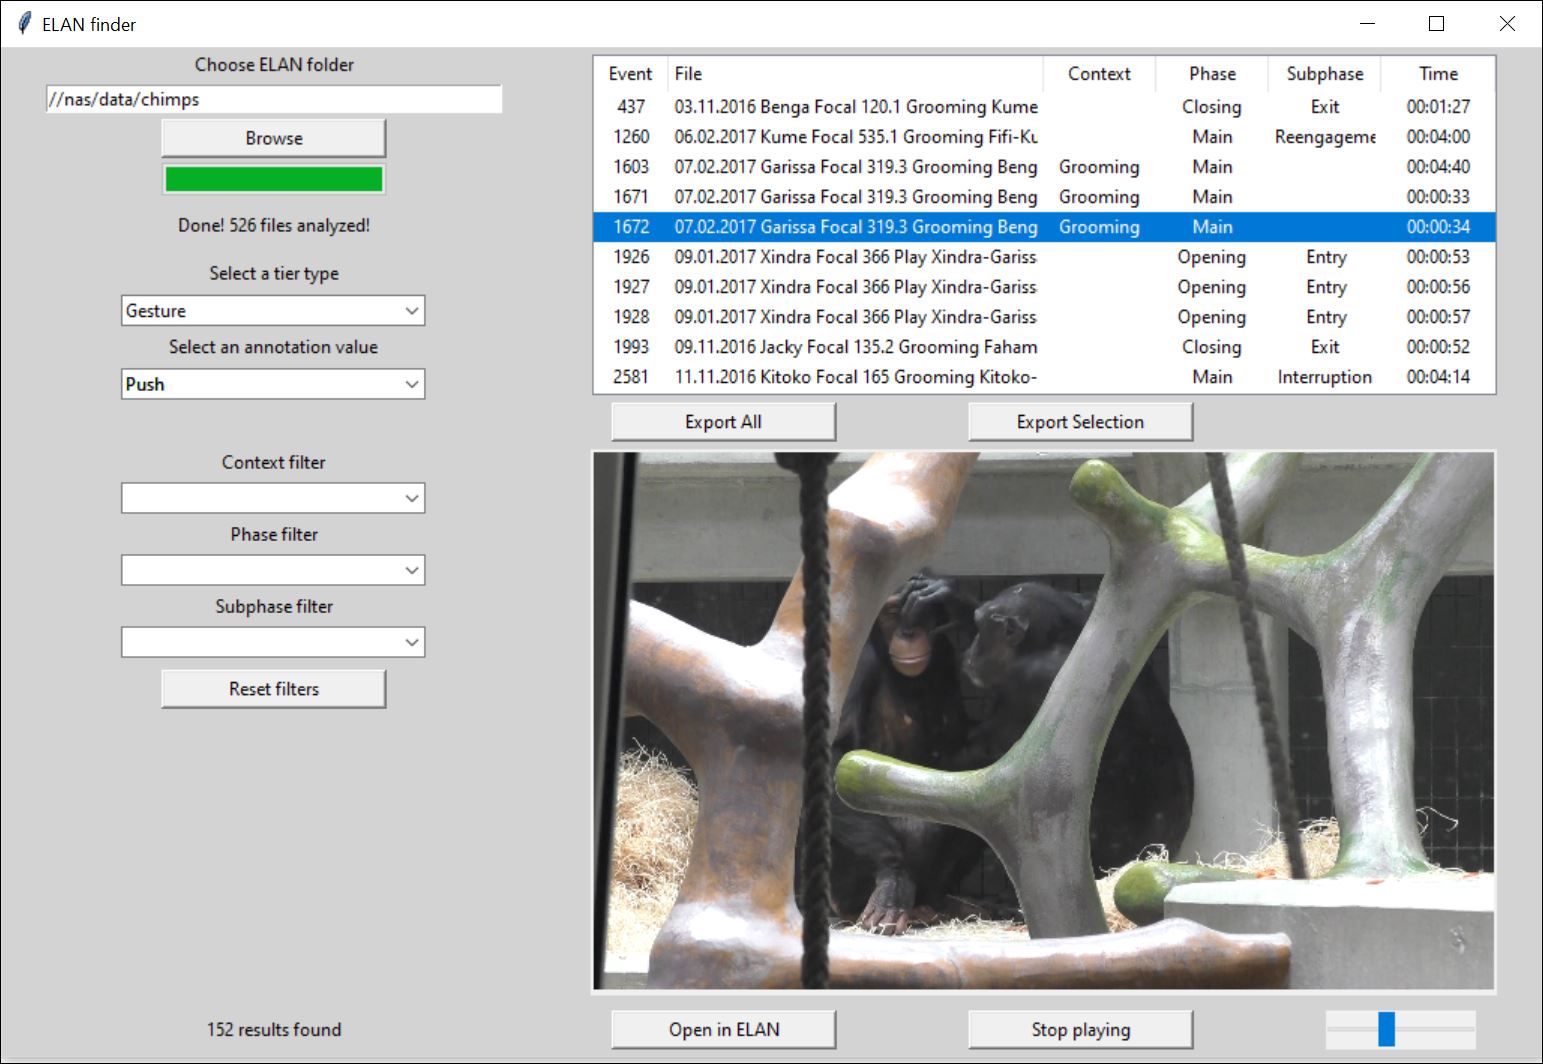 ELAN finder
Choose ELAN folder
//nas/data/chimps
Browse
Done! 526 files analyzed!
Select a tier type
Gesture
Select an annotation value
Push
Context filter
Phase filter
Subphase filter
Reset filters
152 results found
Event File Context Phase Subphase Time
437 03.11.2016 Benga Focal 120.1 Grooming Kume Closing Exit 00:01:27
1260 06.02.2017 Kume Focal 535.1 Grooming Fifi-Ku Main Reengageme 00:04:00
1603 07.02.2017 Garissa Focal 319.3 Grooming Beng Grooming Main 00:04:40
1671 07.02.2017 Garissa Focal 319.3 Grooming Beng Grooming Main 00:00:33
1672 07.02.2017 Garissa Focal 319.3 Grooming Beng Grooming Main 00:00:34
1926 09.01.2017 Xindra Focal 366 Play Xindra-Gariss Opening Entry 00:00:53
1927 09.01.2017 Xindra Focal 366 Play Xindra-Gariss Opening Entry 00:00:56
1928 09.01.2017 Xindra Focal 366 Play Xindra-Gariss Opening Entry 00:00:57
1993 09.11.2016 Jacky Focal 135.2 Grooming Faham Closing Exit 00:00:52
2581 11.11.2016 Kitoko Focal 165 Grooming Kitoko- Main Interruption 00:04:14
Export All Export Selection
Open in ELAN Stop playing